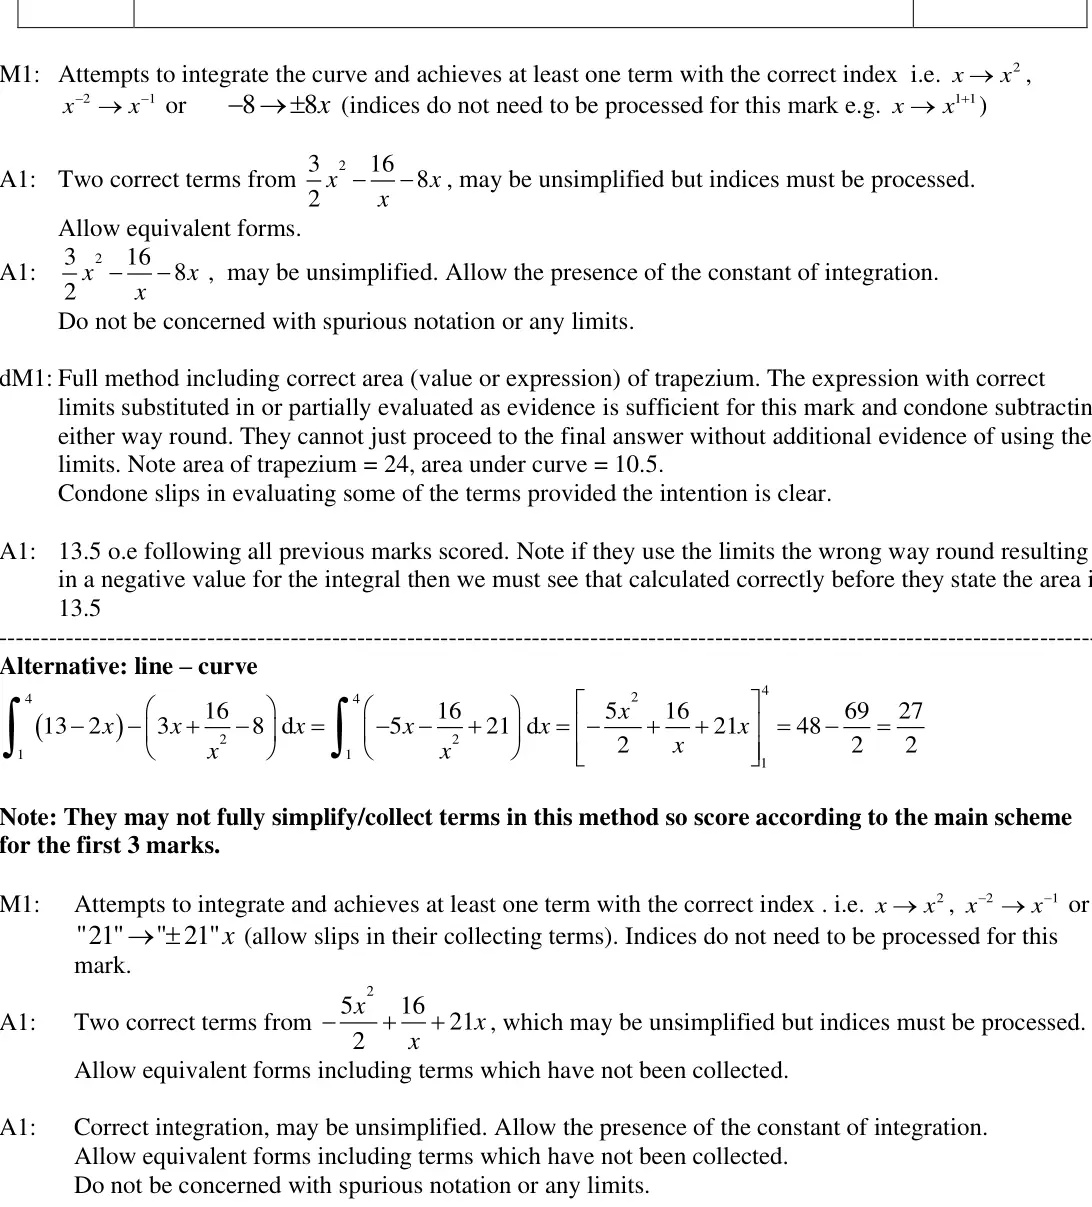 M1: Attempts to integrate the curve and achieves at least one term with the correct index i.e. x → x²,
x⁻² → x⁻¹ or −8 → ±8x (indices do not need to be processed for this mark e.g. x → x¹⁺¹)
A1: Two correct terms from 3/2 x² − 16/x − 8x, may be unsimplified but indices must be processed.
Allow equivalent forms.
A1: 3/2 x² − 16/x − 8x , may be unsimplified. Allow the presence of the constant of integration.
Do not be concerned with spurious notation or any limits.
dM1: Full method including correct area (value or expression) of trapezium. The expression with correct
limits substituted in or partially evaluated as evidence is sufficient for this mark and condone subtractin
either way round. They cannot just proceed to the final answer without additional evidence of using the
limits. Note area of trapezium = 24, area under curve = 10.5.
Condone slips in evaluating some of the terms provided the intention is clear.
A1: 13.5 o.e following all previous marks scored. Note if they use the limits the wrong way round resulting
in a negative value for the integral then we must see that calculated correctly before they state the area i
13.5
Alternative: line – curve
∫₁⁴ (13 − 2x) − (3x + 16/x² − 8) dx = ∫₁⁴ (−5x − 16/x² + 21) dx = [−5x²/2 + 16/x + 21x]₁⁴ = 48 − 69/2 = 27/2
Note: They may not fully simplify/collect terms in this method so score according to the main scheme
for the first 3 marks.
M1: Attempts to integrate and achieves at least one term with the correct index . i.e. x → x², x⁻² → x⁻¹ or
"21" → "± 21" x (allow slips in their collecting terms). Indices do not need to be processed for this
mark.
A1: Two correct terms from −5x²/2 + 16/x + 21x, which may be unsimplified but indices must be processed.
Allow equivalent forms including terms which have not been collected.
A1: Correct integration, may be unsimplified. Allow the presence of the constant of integration.
Allow equivalent forms including terms which have not been collected.
Do not be concerned with spurious notation or any limits.